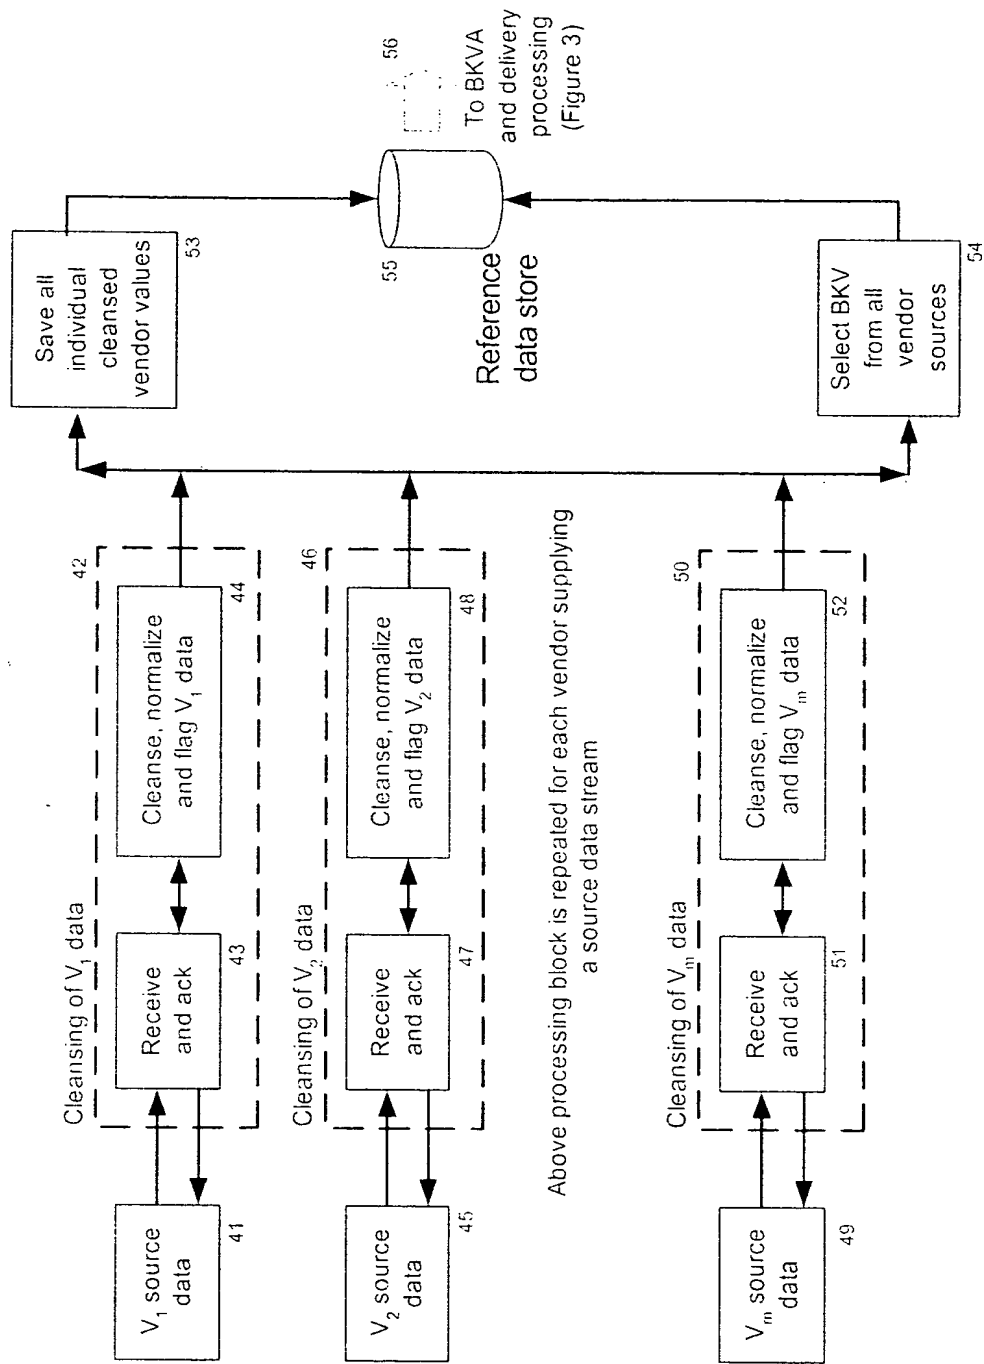 V1 source
data
41
Cleansing of V1 data
42
Receive
and ack
43
Cleanse, normalize
and flag V1 data
44
V2 source
data
45
Cleansing of V2 data
46
Receive
and ack
47
Cleanse, normalize
and flag V2 data
48
Above processing block is repeated for each vendor supplying
a source data stream
Vm source
data
49
Cleansing of Vm data
50
Receive
and ack
51
Cleanse, normalize
and flag Vm data
52
Save all
individual
cleansed
vendor values
53
55
Reference
data store
56
To BKVA
and delivery
processing
(Figure 3)
Select BKV
from all
vendor
sources
54